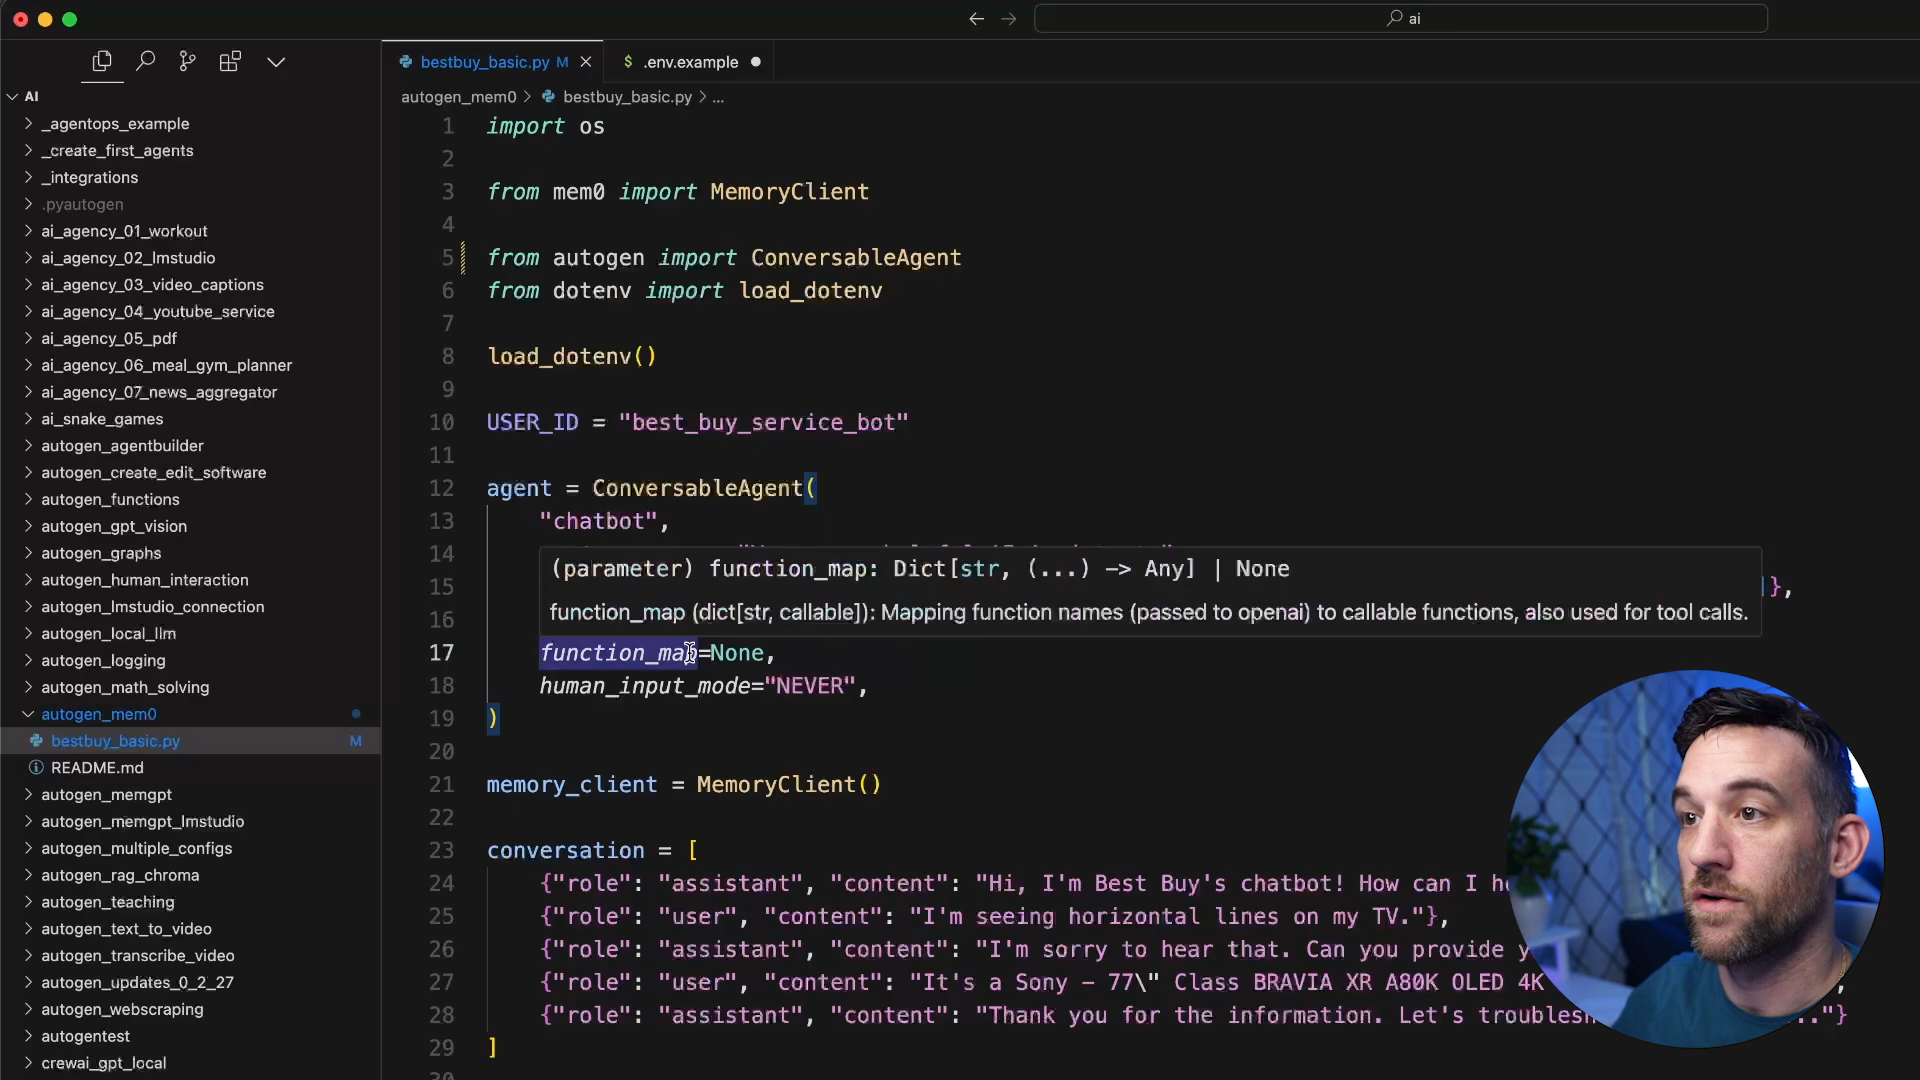 ai
bestbuy_basic.py M
$ .env.example
AI
autogen_mem0 > bestbuy_basic.py > ...
_agentops_example
_create_first_agents
_integrations
.pyautogen
ai_agency_01_workout
ai_agency_02_lmstudio
ai_agency_03_video_captions
ai_agency_04_youtube_service
ai_agency_05_pdf
ai_agency_06_meal_gym_planner
ai_agency_07_news_aggregator
ai_snake_games
autogen_agentbuilder
autogen_create_edit_software
autogen_functions
autogen_gpt_vision
autogen_graphs
autogen_human_interaction
autogen_lmstudio_connection
autogen_local_llm
autogen_logging
autogen_math_solving
autogen_mem0
bestbuy_basic.py M
README.md
autogen_memgpt
autogen_memgpt_lmstudio
autogen_multiple_configs
autogen_rag_chroma
autogen_teaching
autogen_text_to_video
autogen_transcribe_video
autogen_updates_0_2_27
autogen_webscraping
autogentest
crewai_gpt_local
1 import os
2
3 from mem0 import MemoryClient
4
5 from autogen import ConversableAgent
6 from dotenv import load_dotenv
7
8 load_dotenv()
9
10 USER_ID = "best_buy_service_bot"
11
12 agent = ConversableAgent(
13 "chatbot",
14
(parameter) function_map: Dict[str, (...) -> Any] | None
15 },
function_map (dict[str, callable]): Mapping function names (passed to openai) to callable functions, also used for tool calls.
16
17 function_map=None,
18 human_input_mode="NEVER",
19 )
20
21 memory_client = MemoryClient()
22
23 conversation = [
24 {"role": "assistant", "content": "Hi, I'm Best Buy's chatbot! How can I
25 {"role": "user", "content": "I'm seeing horizontal lines on my TV."},
26 {"role": "assistant", "content": "I'm sorry to hear that. Can you provide
27 {"role": "user", "content": "It's a Sony - 77\" Class BRAVIA XR A80K OLED 4K
28 {"role": "assistant", "content": "Thank you for the information. Let's ..."}
29 ]